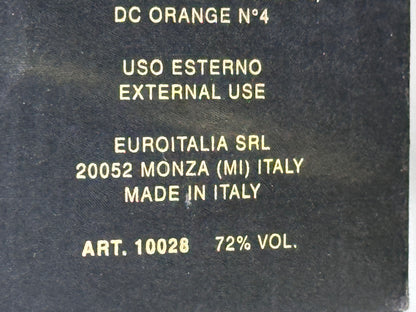 DC ORANGE N°4
USO ESTERNO
EXTERNAL USE
EUROITALIA SRL
20052 MONZA (MI) ITALY
MADE IN ITALY
ART. 10028 72% VOL.